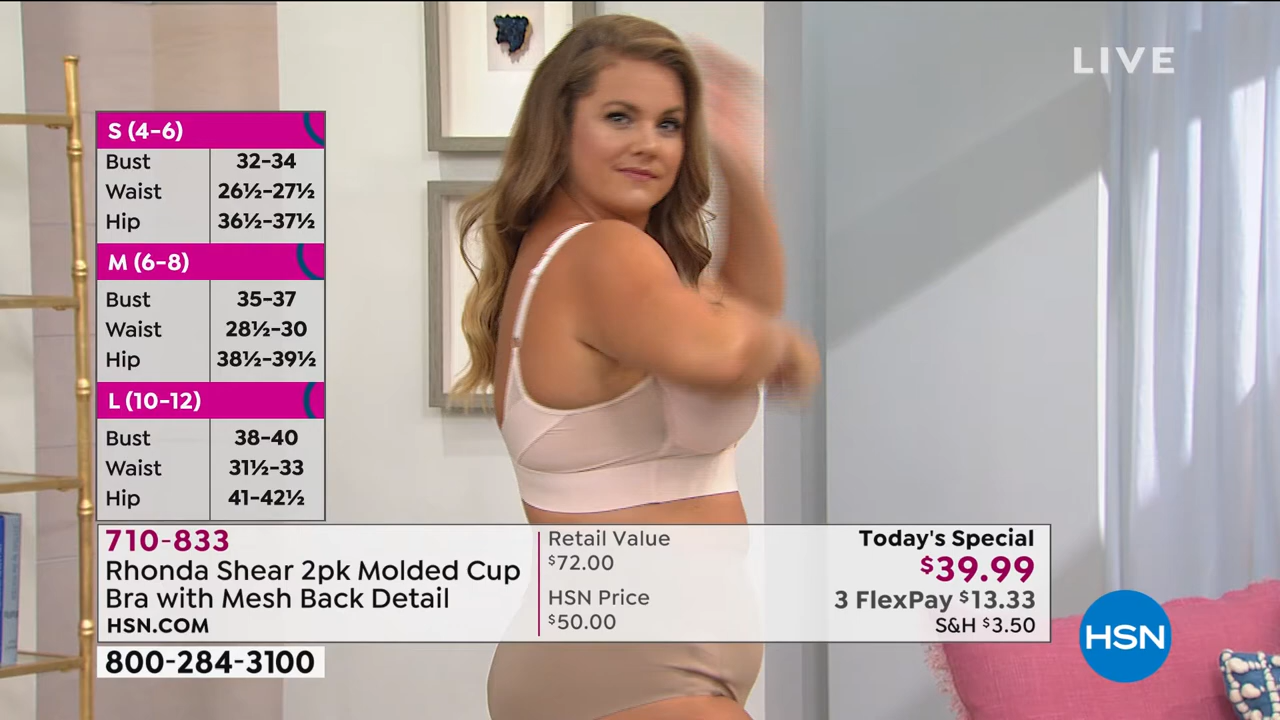 LIVE
S (4–6)
Bust 32–34
Waist 26½–27½
Hip 36½–37½
M (6–8)
Bust 35–37
Waist 28½–30
Hip 38½–39½
L (10–12)
Bust 38–40
Waist 31½–33
Hip 41–42½
710-833
Rhonda Shear 2pk Molded Cup
Bra with Mesh Back Detail
HSN.COM
Retail Value
$72.00
HSN Price
$50.00
Today's Special
$39.99
3 FlexPay $13.33
S&H $3.50
HSN
800-284-3100